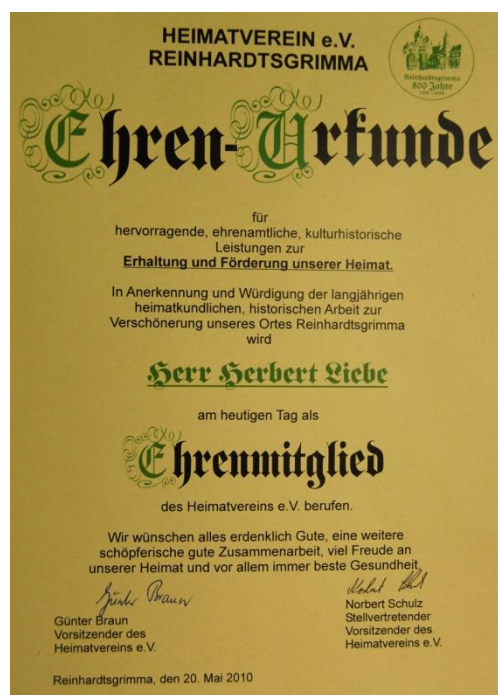 HEIMATVEREIN e.V.
REINHARDTSGRIMMA
Reinhardtsgrimma
800 Jahre
Ehren-Urkunde
für
hervorragende, ehrenamtliche, kulturhistorische
Leistungen zur
Erhaltung und Förderung unserer Heimat.
In Anerkennung und Würdigung der langjährigen
heimatkundlichen, historischen Arbeit zur
Verschönerung unseres Ortes Reinhardtsgrimma
wird
Herr Herbert Liebe
am heutigen Tag als
Ehrenmitglied
des Heimatvereins e.V. berufen.
Wir wünschen alles erdenklich Gute, eine weitere
schöpferische gute Zusammenarbeit, viel Freude an
unserer Heimat und vor allem immer beste Gesundheit
Günter Braun
Günter Braun
Vorsitzender des
Heimatvereins e.V.
Norbert Schulz
Stellvertretender
Vorsitzender des
Heimatvereins e.V.
Reinhardtsgrimma, den 20. Mai 2010